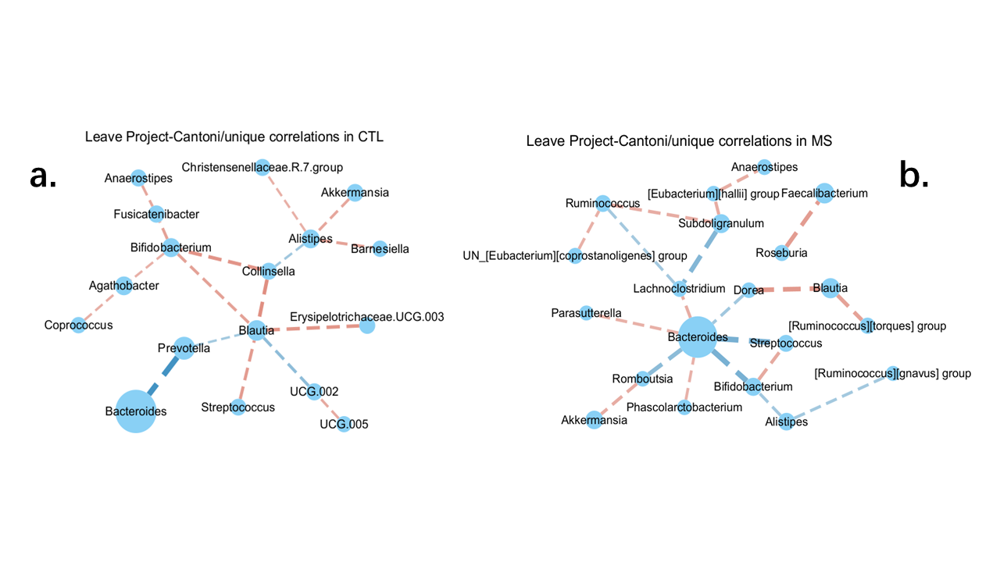 Leave Project-Cantoni/unique correlations in CTL
a.
Christensenellaceae.R.7.group
Anaerostipes
Akkermansia
Fusicatenibacter
Alistipes
Bifidobacterium
Barnesiella
Collinsella
Agathobacter
Erysipelotrichaceae.UCG.003
Coprococcus
Blautia
Prevotella
UCG.002
Streptococcus
Bacteroides
UCG.005
Leave Project-Cantoni/unique correlations in MS
b.
Anaerostipes
[Eubacterium][hallii] group
Faecalibacterium
Ruminococcus
Subdoligranulum
Roseburia
UN_[Eubacterium][coprostanoligenes] group
Lachnoclostridium
Dorea
Blautia
Parasutterella
[Ruminococcus][torques] group
Bacteroides
Streptococcus
[Ruminococcus][gnavus] group
Romboutsia
Bifidobacterium
Phascolarctobacterium
Akkermansia
Alistipes